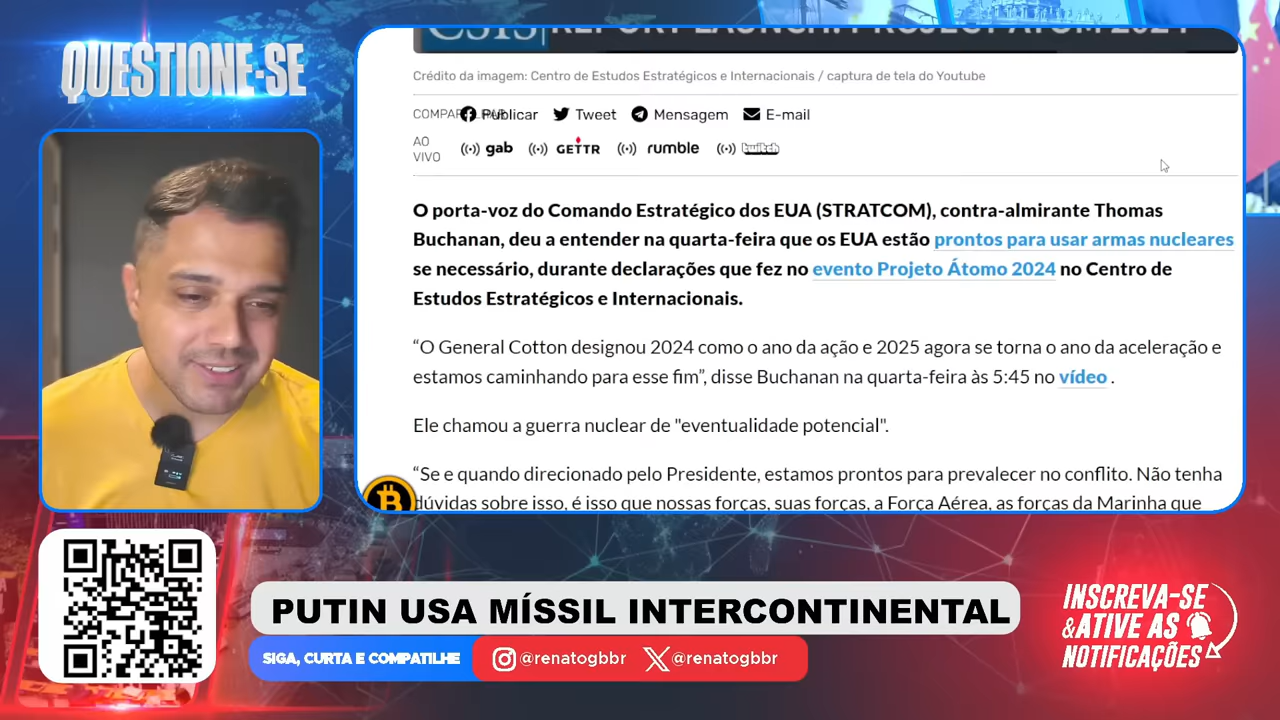 QUESTIONE-SE
CSIS| REPORT LAUNCH: PROJECT ATOM 2024
Crédito da imagem: Centro de Estudos Estratégicos e Internacionais / captura de tela do Youtube
Publicar Tweet Mensagem E-mail
AO
VIVO
gab GETTR rumble twitch
O porta-voz do Comando Estratégico dos EUA (STRATCOM), contra-almirante Thomas
Buchanan, deu a entender na quarta-feira que os EUA estão prontos para usar armas nucleares
se necessário, durante declarações que fez no evento Projeto Átomo 2024 no Centro de
Estudos Estratégicos e Internacionais.
“O General Cotton designou 2024 como o ano da ação e 2025 agora se torna o ano da aceleração e
estamos caminhando para esse fim”, disse Buchanan na quarta-feira às 5:45 no vídeo .
Ele chamou a guerra nuclear de "eventualidade potencial".
“Se e quando direcionado pelo Presidente, estamos prontos para prevalecer no conflito. Não tenha
dúvidas sobre isso, é isso que nossas forças, suas forças, a Força Aérea, as forças da Marinha que
PUTIN USA MÍSSIL INTERCONTINENTAL
SIGA, CURTA E COMPATILHE @renatogbbr @renatogbbr
INSCREVA-SE
&ATIVE AS
NOTIFICAÇÕES